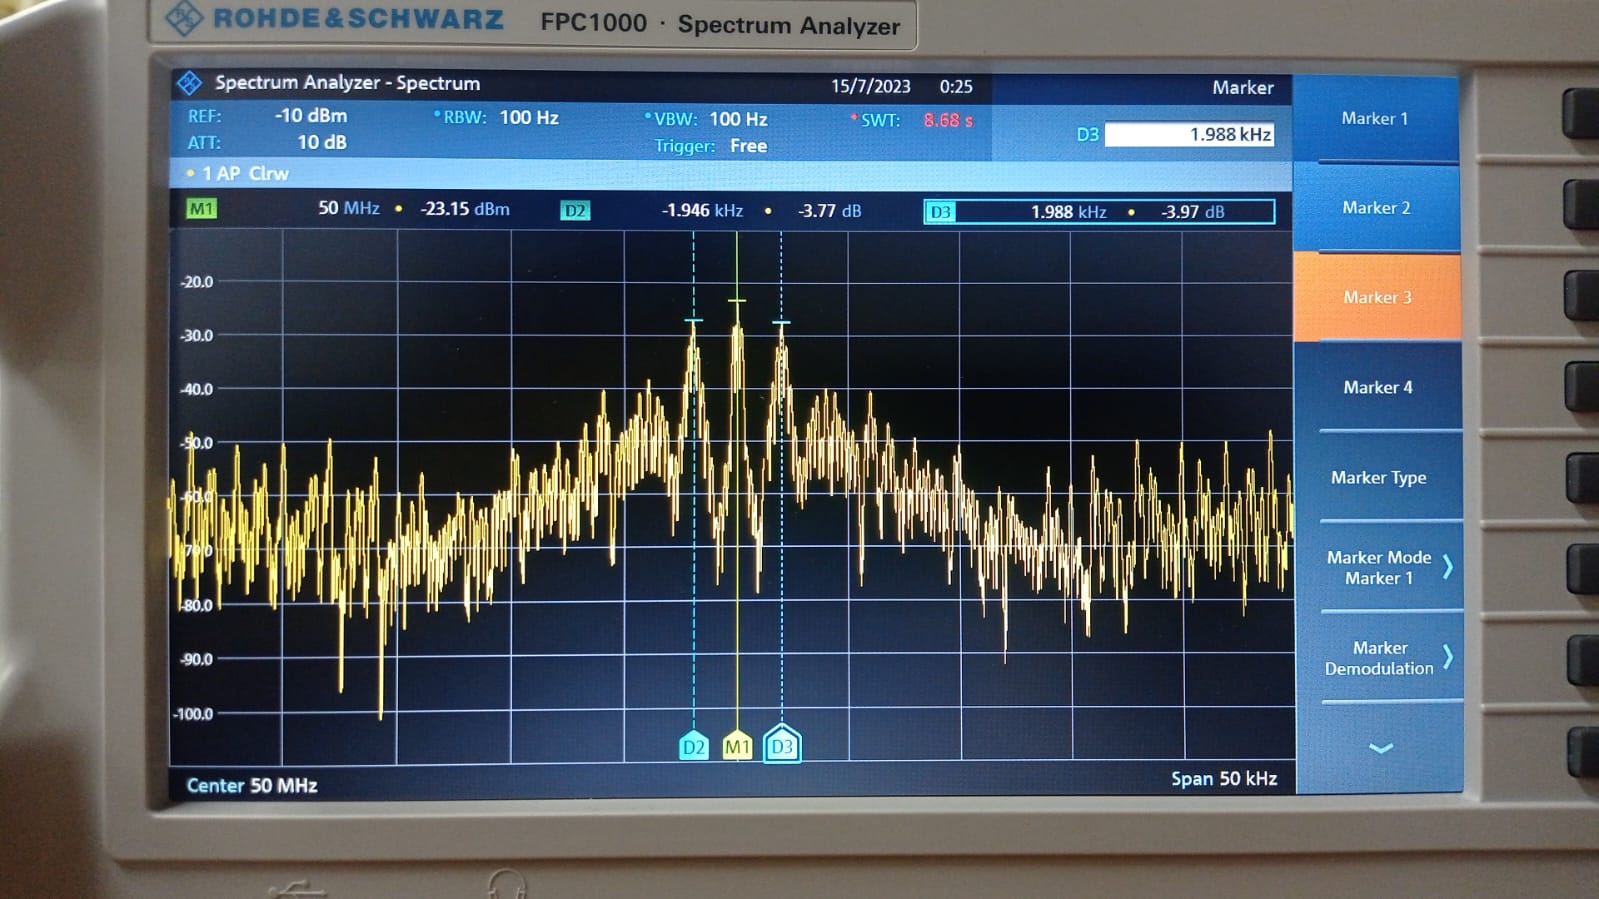 ROHDE & SCHWARZ FPC1000 · Spectrum Analyzer
Spectrum Analyzer - Spectrum 15/7/2023 0:25 Marker
REF: -10 dBm • RBW: 100 Hz • VBW: 100 Hz • SWT: 8.68 s
ATT: 10 dB Trigger: Free
D3 1.988 kHz
• 1 AP Clrw
M1 50 MHz • -23.15 dBm D2 -1.946 kHz • -3.77 dB D3 1.988 kHz • -3.97 dB
-20.0
-30.0
-40.0
-50.0
-60.0
-70.0
-80.0
-90.0
-100.0
D2 M1 D3
Center 50 MHz Span 50 kHz
Marker 1
Marker 2
Marker 3
Marker 4
Marker Type
Marker Mode
Marker 1
Marker
Demodulation